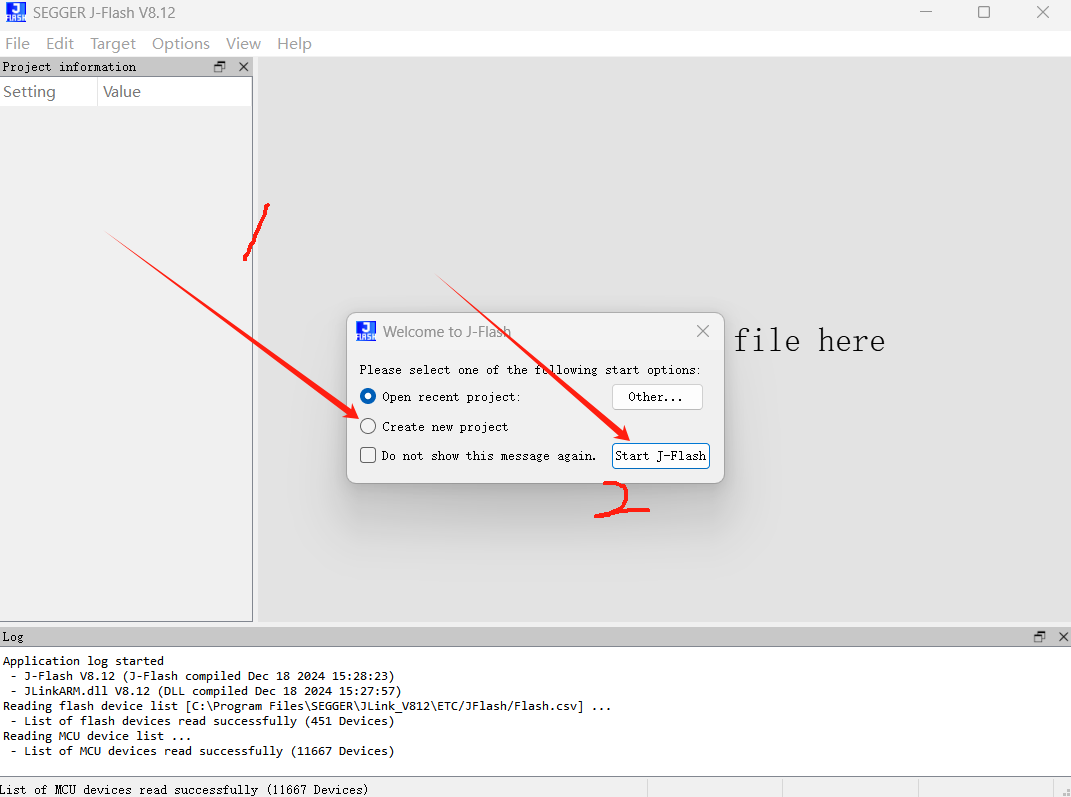 J
FLASH
SEGGER J-Flash V8.12
File Edit Target Options View Help
Project information
Setting Value
1
J
FLASH
Welcome to J-Flash
file here
Please select one of the following start options:
Open recent project: Other...
Create new project
Do not show this message again. Start J-Flash
2
Log
Application log started
- J-Flash V8.12 (J-Flash compiled Dec 18 2024 15:28:23)
- JLinkARM.dll V8.12 (DLL compiled Dec 18 2024 15:27:57)
Reading flash device list [C:\Program Files\SEGGER\JLink_V812\ETC/JFlash/Flash.csv] ...
- List of flash devices read successfully (451 Devices)
Reading MCU device list ...
- List of MCU devices read successfully (11667 Devices)
List of MCU devices read successfully (11667 Devices)